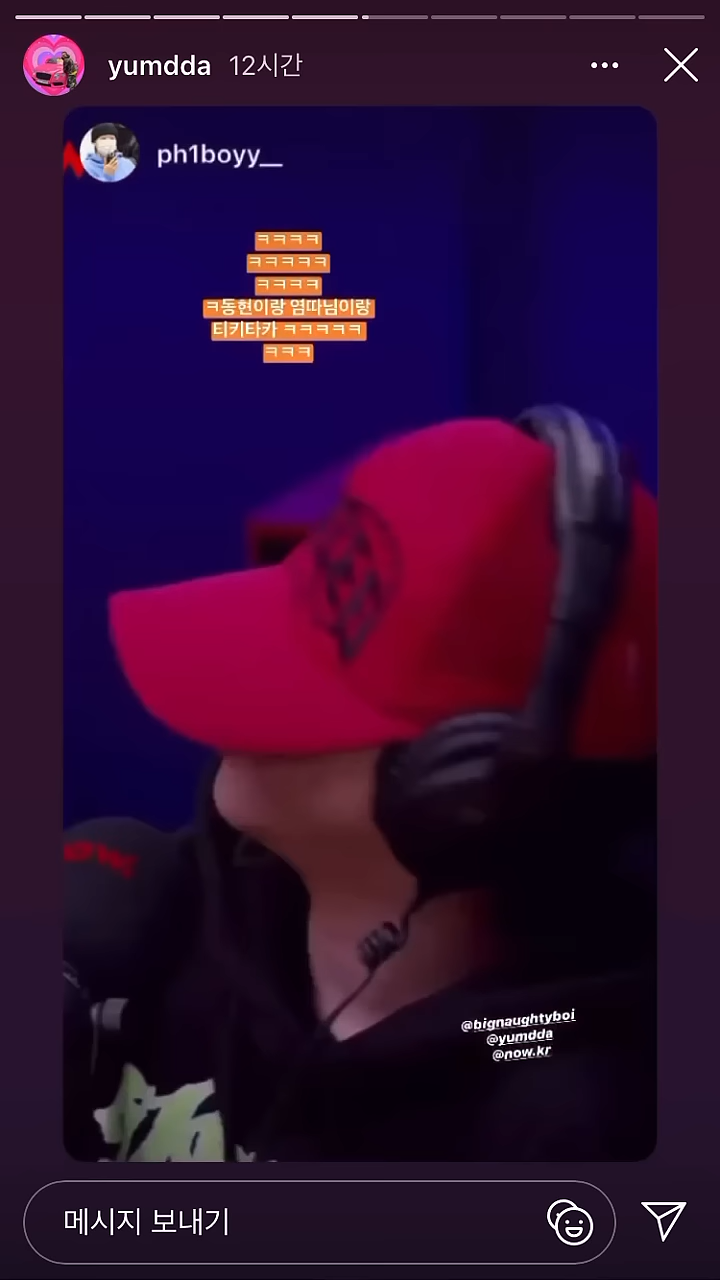 yumdda 12시간
ph1boyy__
ㅋㅋㅋㅋ
ㅋㅋㅋㅋㅋ
ㅋㅋㅋㅋ
ㅋ동현이랑 염따님이랑
티키타카 ㅋㅋㅋㅋㅋ
ㅋㅋㅋ
@bignaughtyboi
@yumdda
@now.kr
메시지 보내기